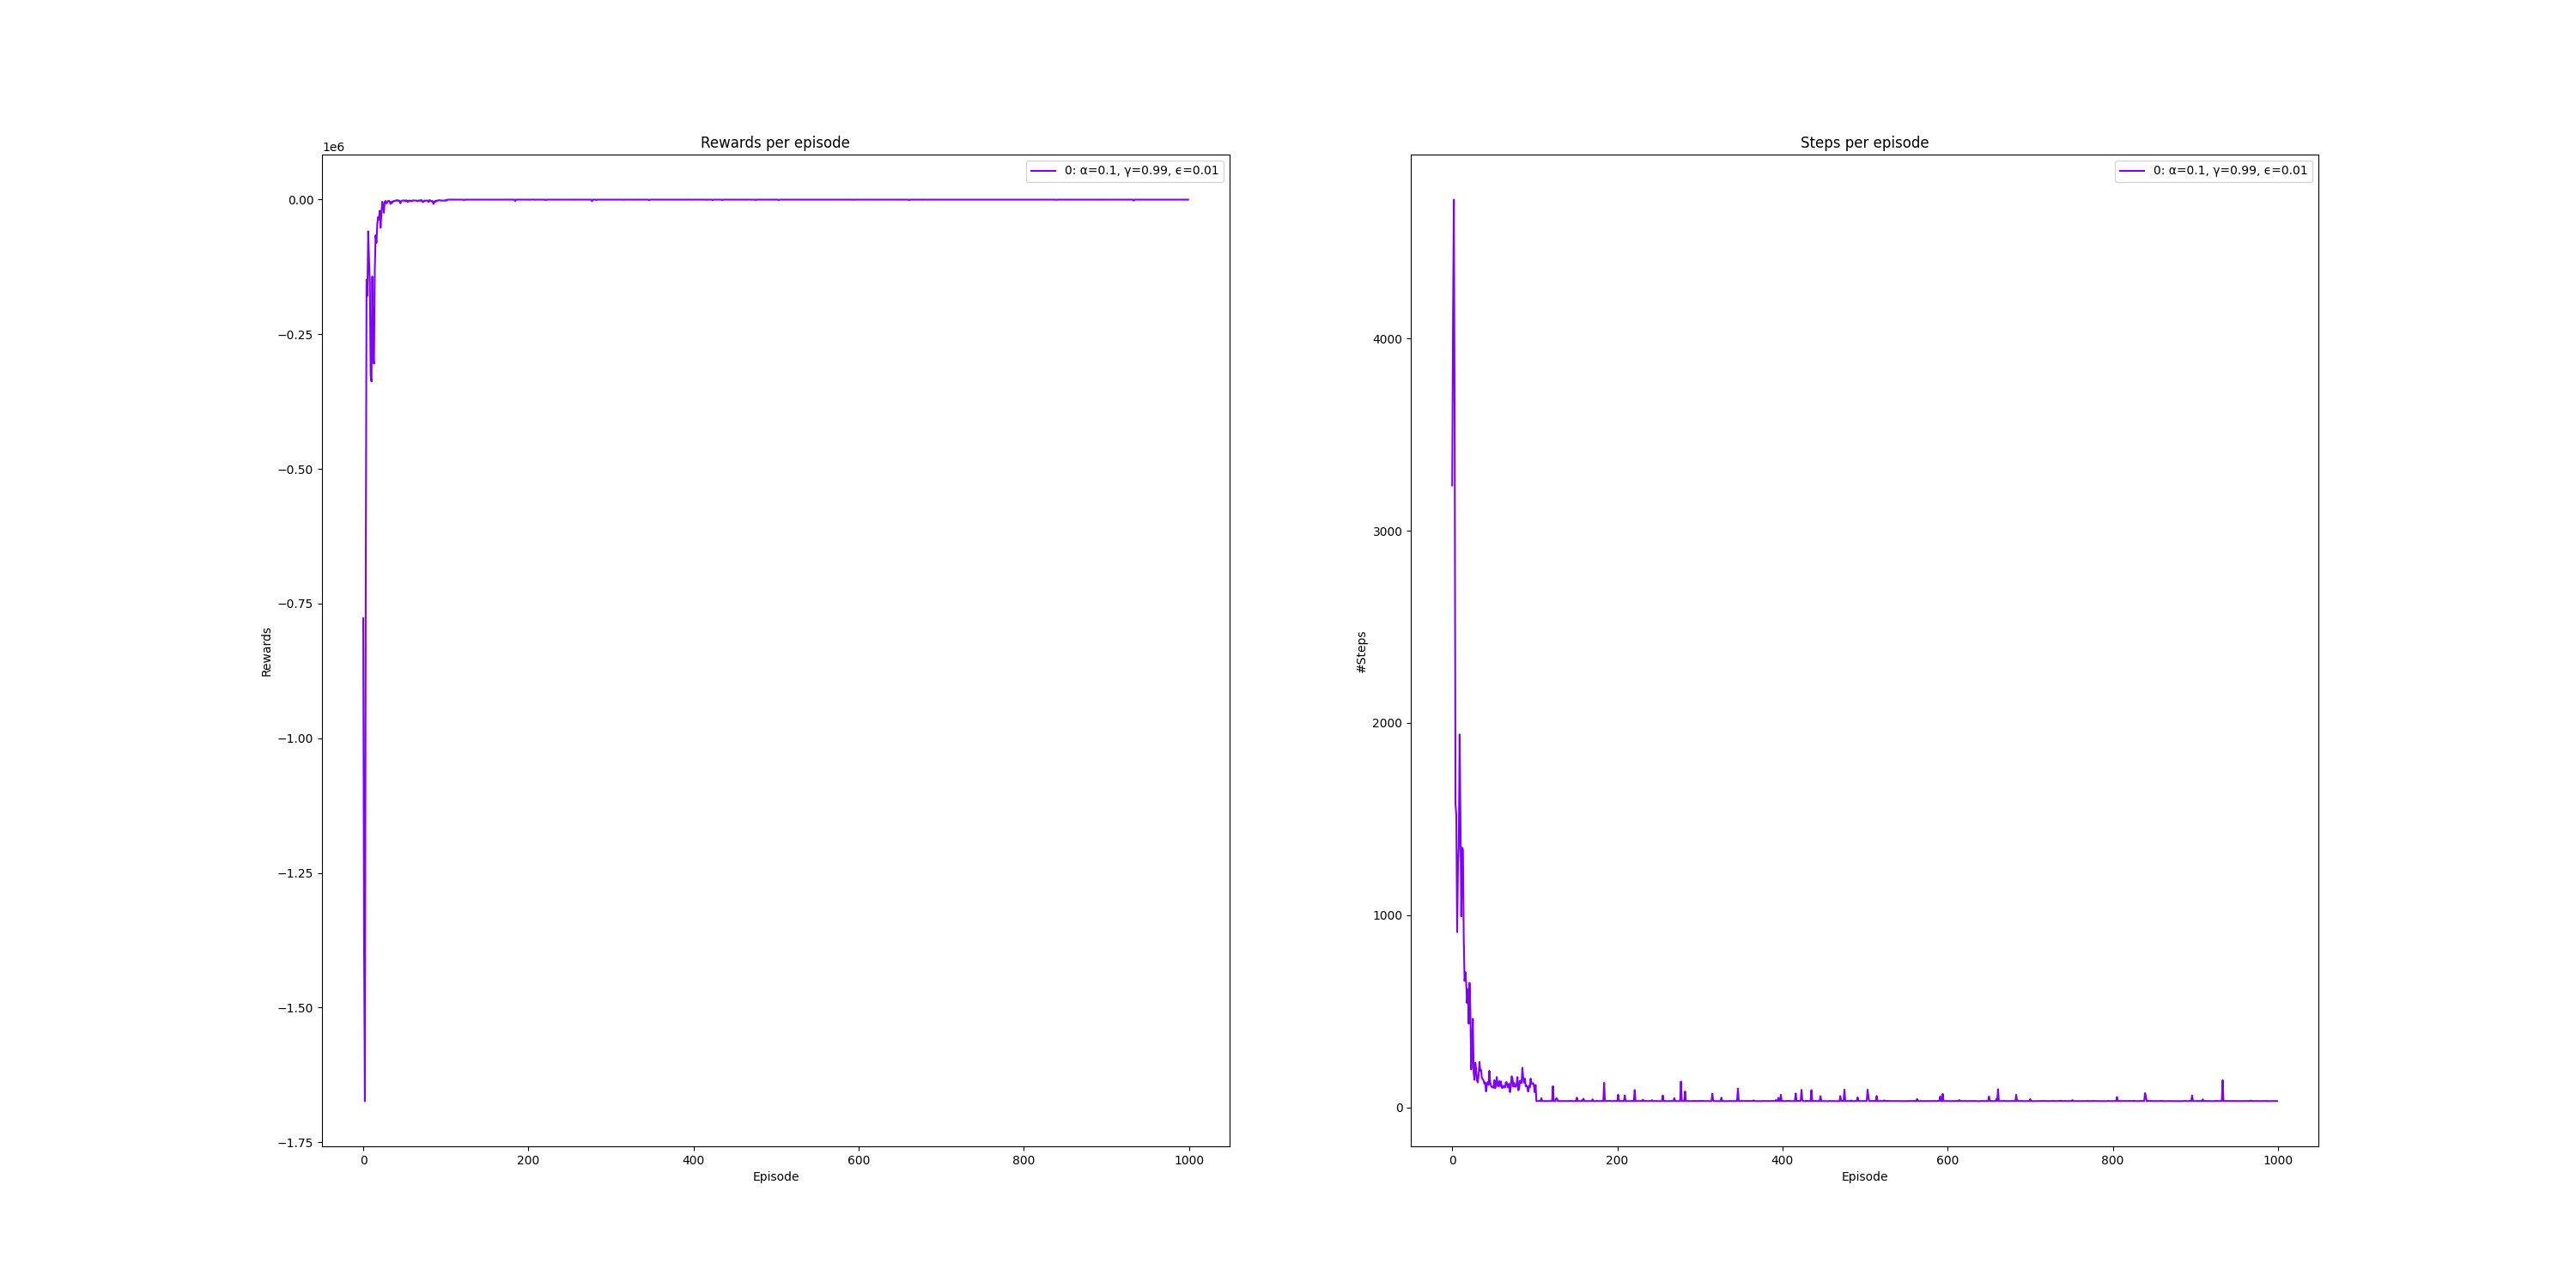 Rewards per episode
1e6
0: α=0.1, γ=0.99, ϵ=0.01
0.00
−0.25
−0.50
−0.75
−1.00
−1.25
−1.50
−1.75
Rewards
0 200 400 600 800 1000
Episode
Steps per episode
0: α=0.1, γ=0.99, ϵ=0.01
4000
3000
2000
1000
0
#Steps
0 200 400 600 800 1000
Episode